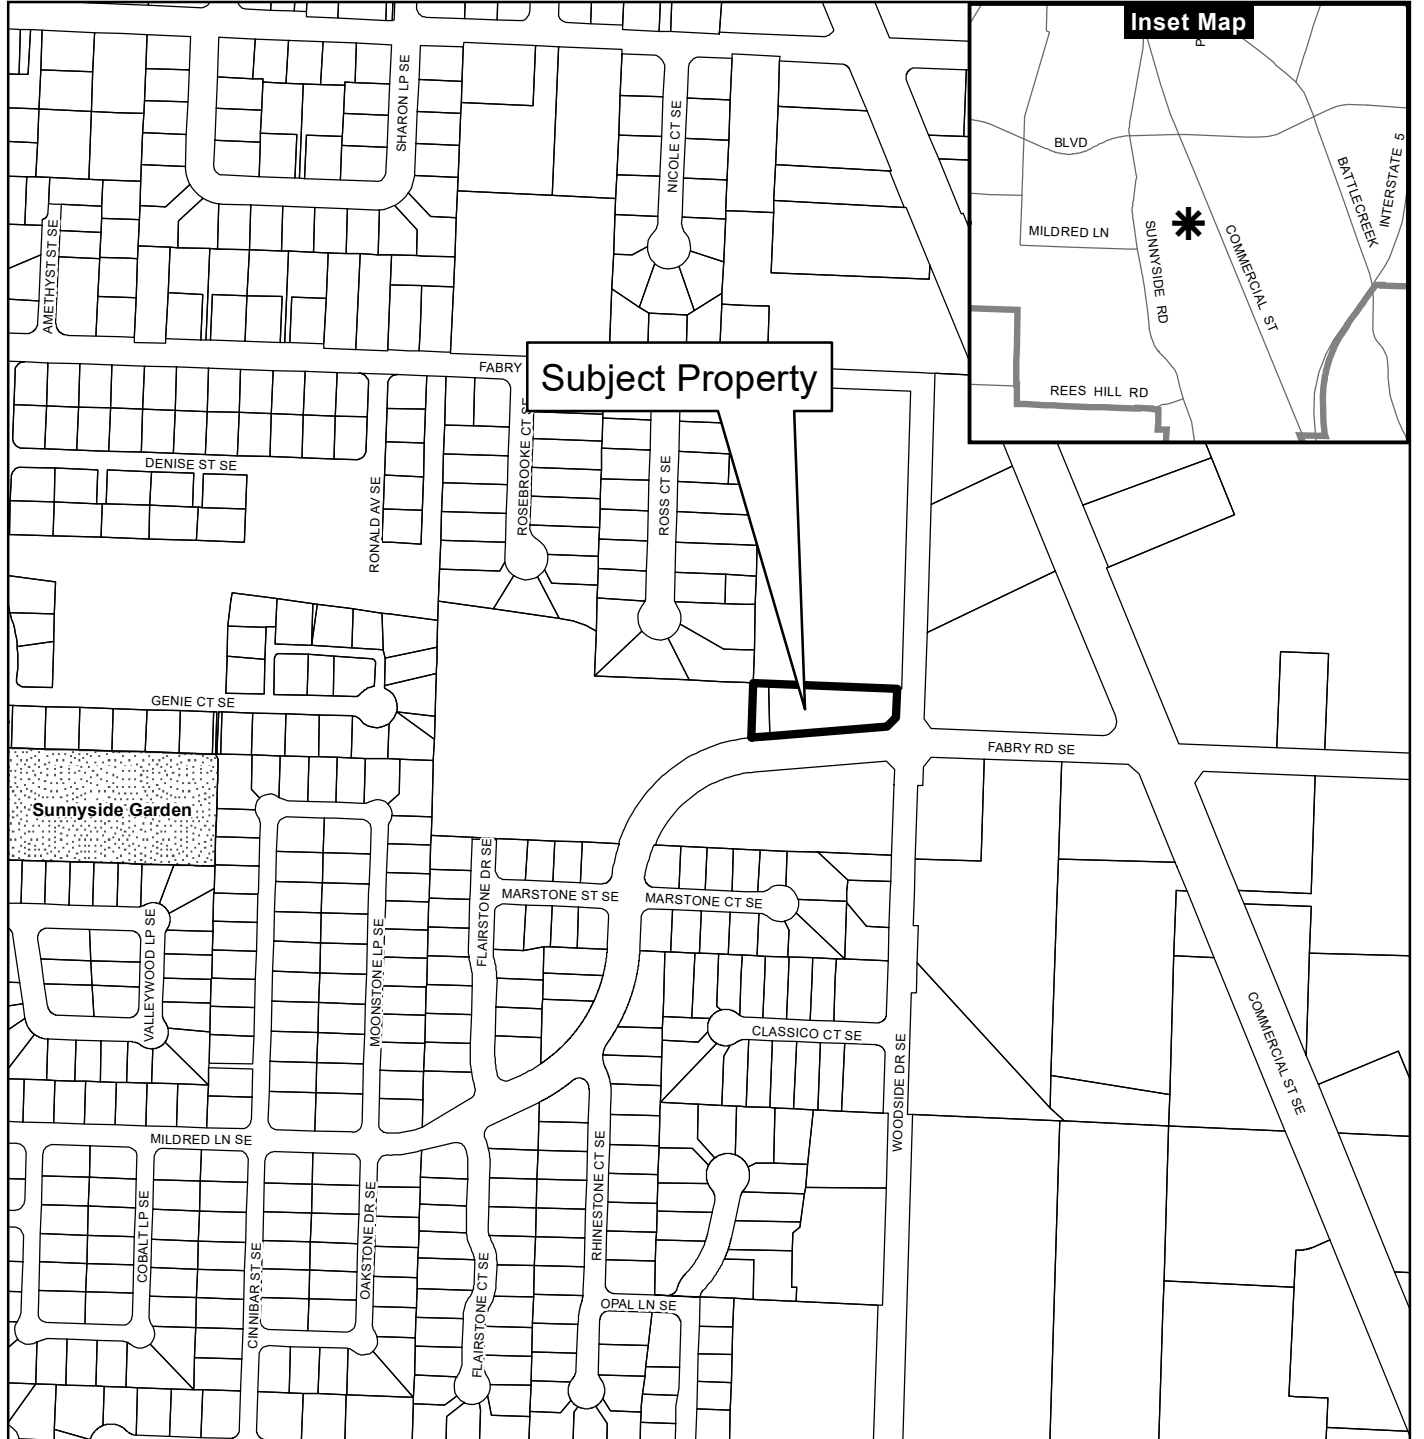 Inset Map
P
BLVD
BATTLECREEK
INTERSTATE 5
MILDRED LN
SUNNYSIDE RD
COMMERCIAL ST
REES HILL RD
SHARON LP SE
NICOLE CT SE
AMETHYST ST SE
FABRY
Subject Property
ROSEBROOKE CT SE
ROSS CT SE
DENISE ST SE
RONALD AV SE
GENIE CT SE
FABRY RD SE
Sunnyside Garden
FLAIRSTONE DR SE
MARSTONE ST SE
MARSTONE CT SE
VALLEYWOOD LP SE
MOONSTONE LP SE
CLASSICO CT SE
WOODSIDE DR SE
COMMERCIAL ST SE
MILDRED LN SE
COBALT LP SE
CINNIBAR ST SE
OAKSTONE DR SE
FLAIRSTONE CT SE
RHINESTONE CT SE
OPAL LN SE